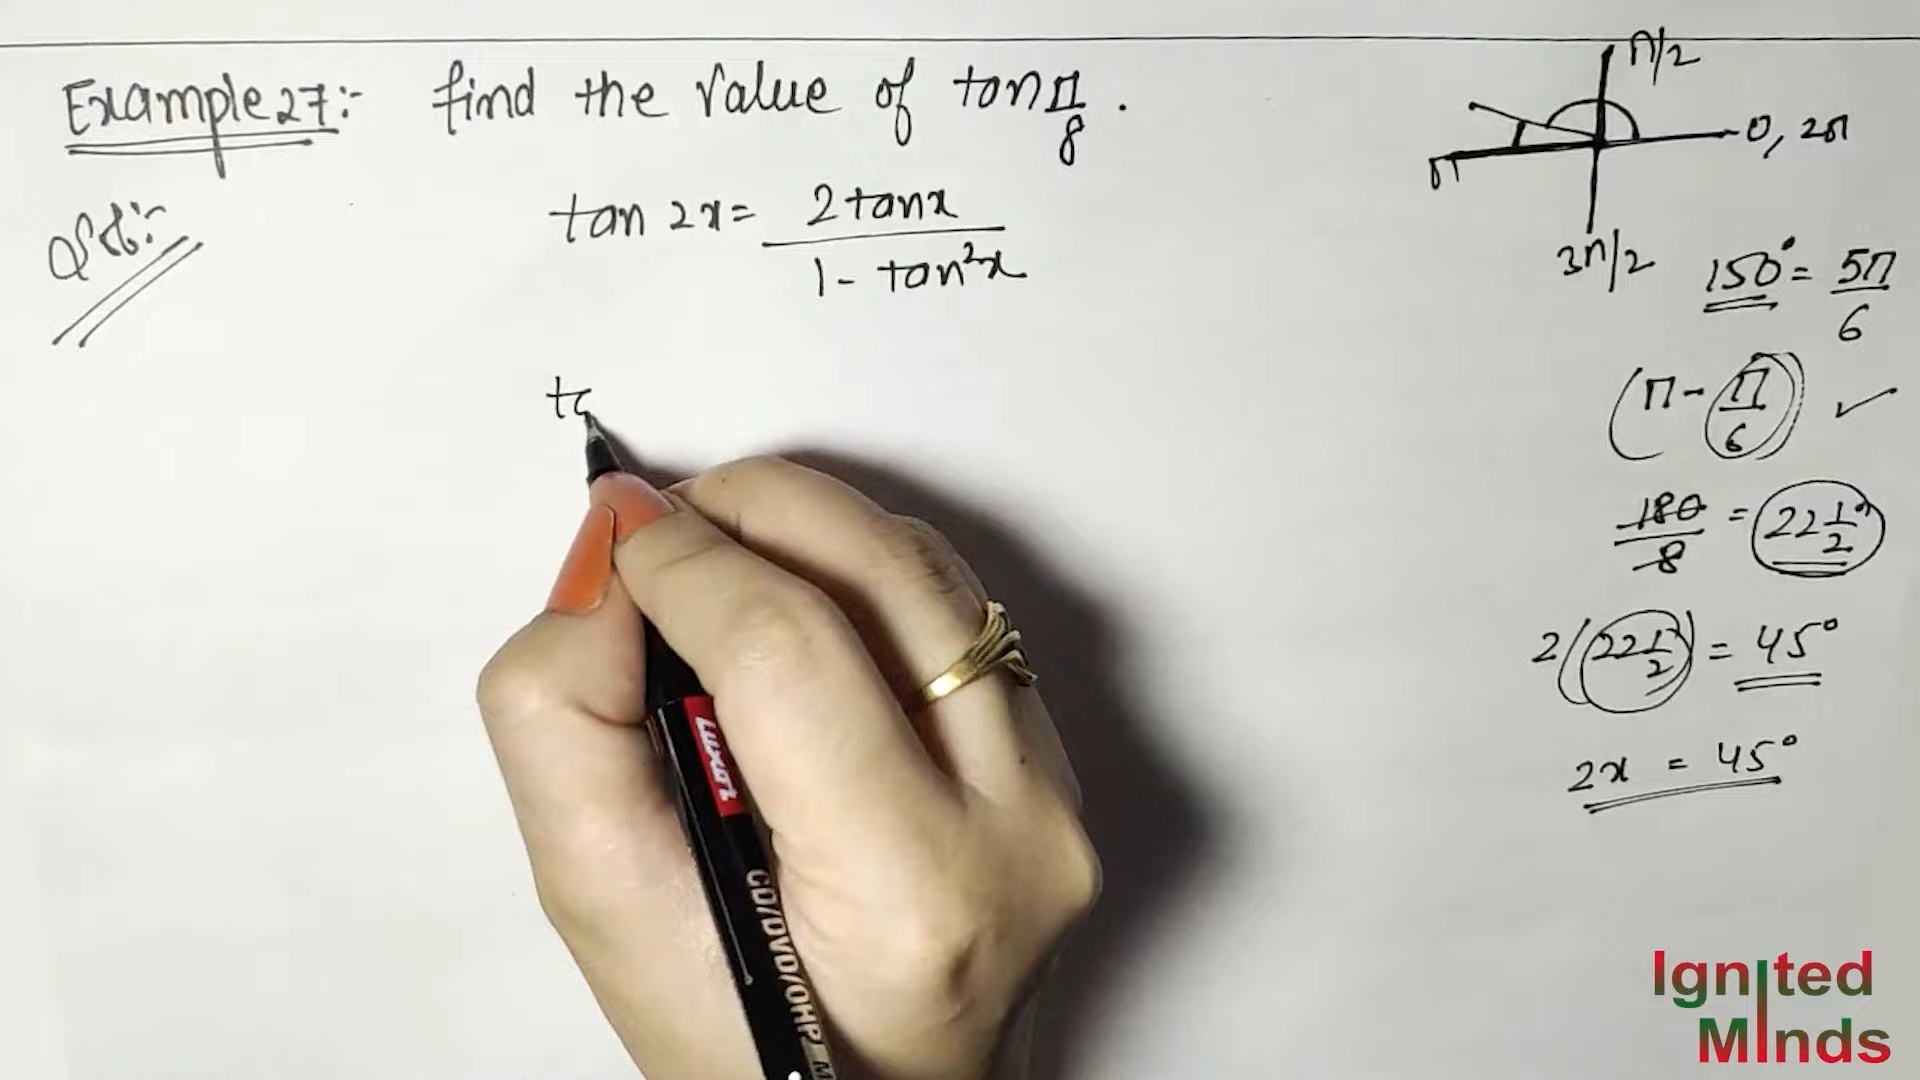 Example 27:- find the value of tan π/8 .
Sol:-
tan 2x = 2 tanx / 1 - tan²x
ta
π/2
0, 2π
π
3π/2
150° = 5π/6
(π - π/6) ✓
180/8 = 22 1/2°
2(22 1/2) = 45°
2x = 45°
Luxor
CD/DVD/OHP M
Ignited
Minds